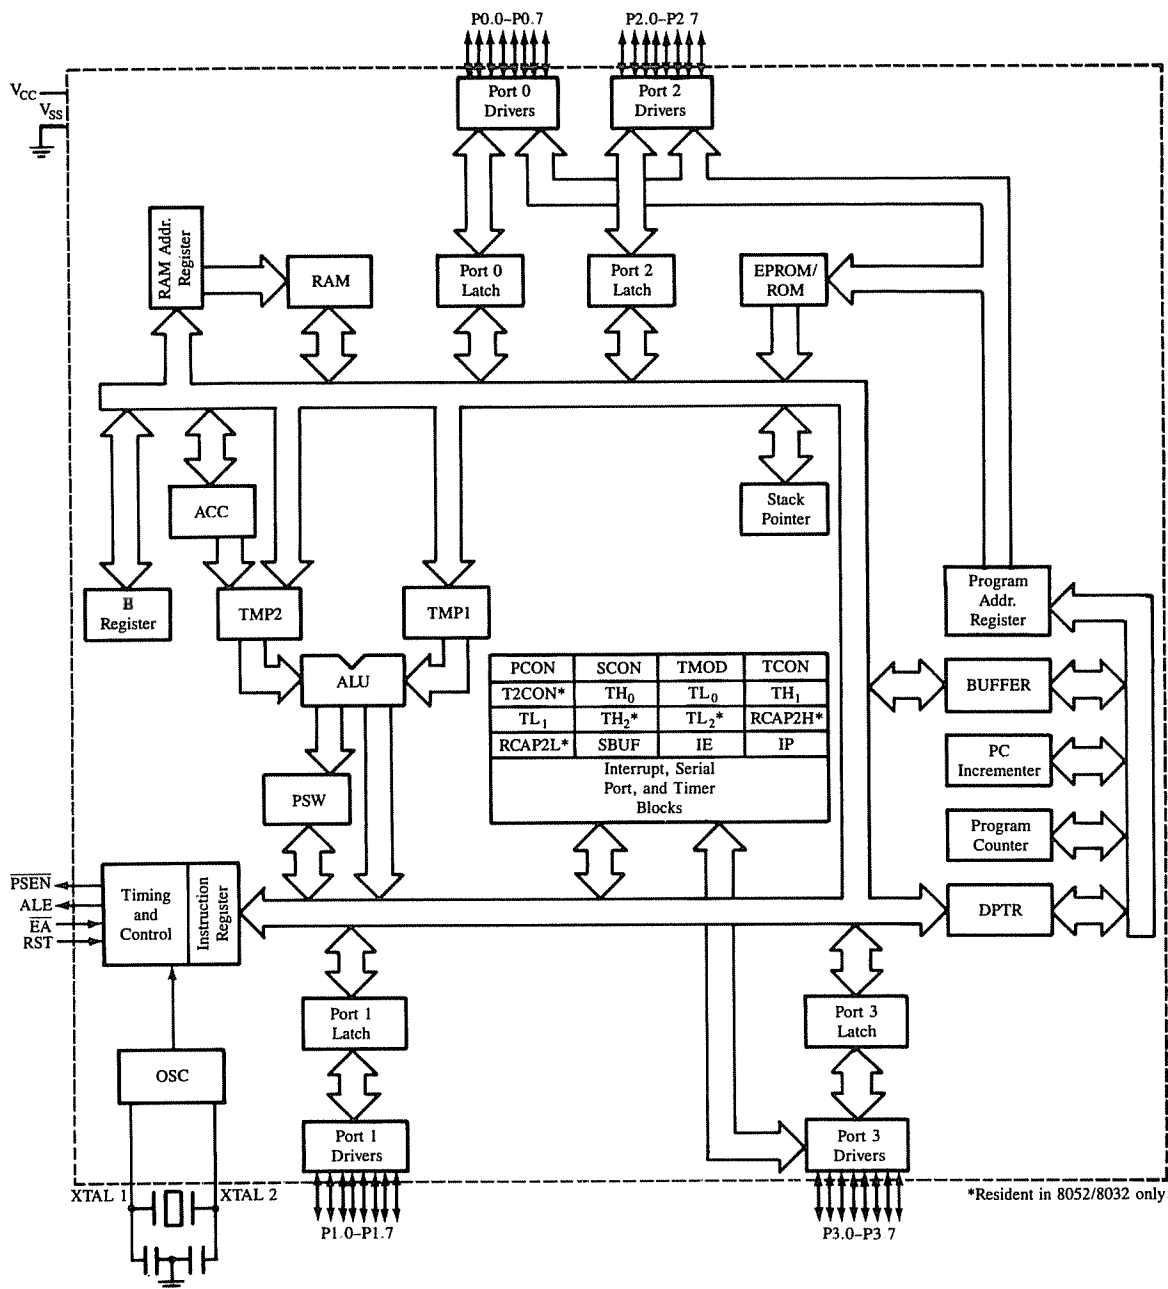 P0.0–P0.7
P2.0–P2.7
VCC
VSS
Port 0
Drivers
Port 2
Drivers
RAM Addr.
Register
RAM
Port 0
Latch
Port 2
Latch
EPROM/
ROM
ACC
Stack
Pointer
B
Register
TMP2
TMP1
Program
Addr.
Register
ALU
PCON SCON TMOD TCON
T2CON* TH0 TL0 TH1
TL1 TH2* TL2* RCAP2H*
RCAP2L* SBUF IE IP
Interrupt, Serial
Port, and Timer
Blocks
BUFFER
PC
Incrementer
PSW
Program
Counter
PSEN
ALE
EA
RST
Timing
and
Control
Instruction
Register
DPTR
Port 1
Latch
Port 3
Latch
OSC
Port 1
Drivers
Port 3
Drivers
XTAL 1
XTAL 2
*Resident in 8052/8032 only
P1.0–P1.7
P3.0–P3.7